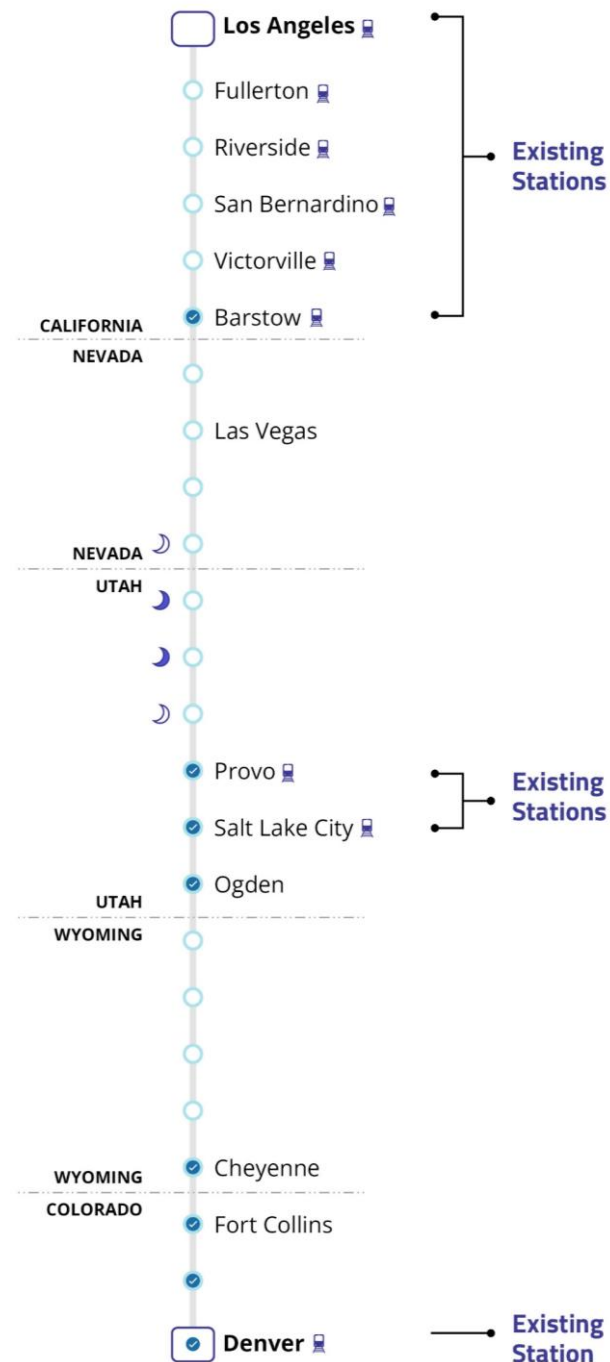 Los Angeles
Fullerton
Riverside
Existing
Stations
San Bernardino
Victorville
Barstow
CALIFORNIA
NEVADA
Las Vegas
NEVADA
UTAH
Provo
Existing
Stations
Salt Lake City
Ogden
UTAH
WYOMING
Cheyenne
WYOMING
COLORADO
Fort Collins
Denver
Existing
Station